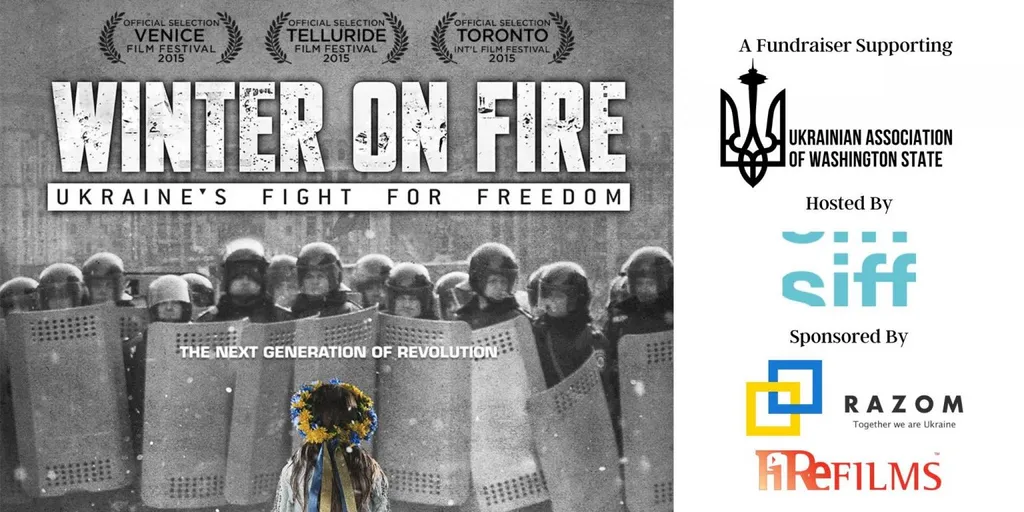 OFFICIAL SELECTION
VENICE
FILM FESTIVAL
2015
OFFICIAL SELECTION
TELLURIDE
FILM FESTIVAL
2015
OFFICIAL SELECTION
TORONTO
INT'L FILM FESTIVAL
2015
WINTER ON FIRE
UKRAINE'S FIGHT FOR FREEDOM
THE NEXT GENERATION OF REVOLUTION
A Fundraiser Supporting
UKRAINIAN ASSOCIATION
OF WASHINGTON STATE
Hosted By
siff
Sponsored By
RAZOM
Together we are Ukraine
FiReFILMS™